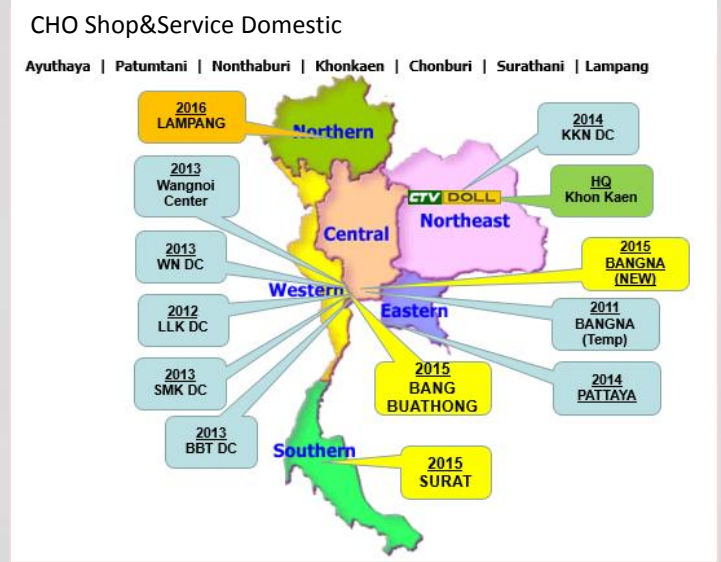 CHO Shop&Service Domestic
Ayuthaya | Patumtani | Nonthaburi | Khonkaen | Chonburi | Surathani | Lampang
2016
LAMPANG
Northern
2014
KKN DC
2013
Wangnoi
Center
HQ
Khon Kaen
CTV DOLL
Northeast
Central
2013
WN DC
2015
BANGNA
(NEW)
Western
Eastern
2012
LLK DC
2011
BANGNA
(Temp)
2013
SMK DC
2015
BANG
BUATHONG
2014
PATTAYA
2013
BBT DC
Southern
2015
SURAT